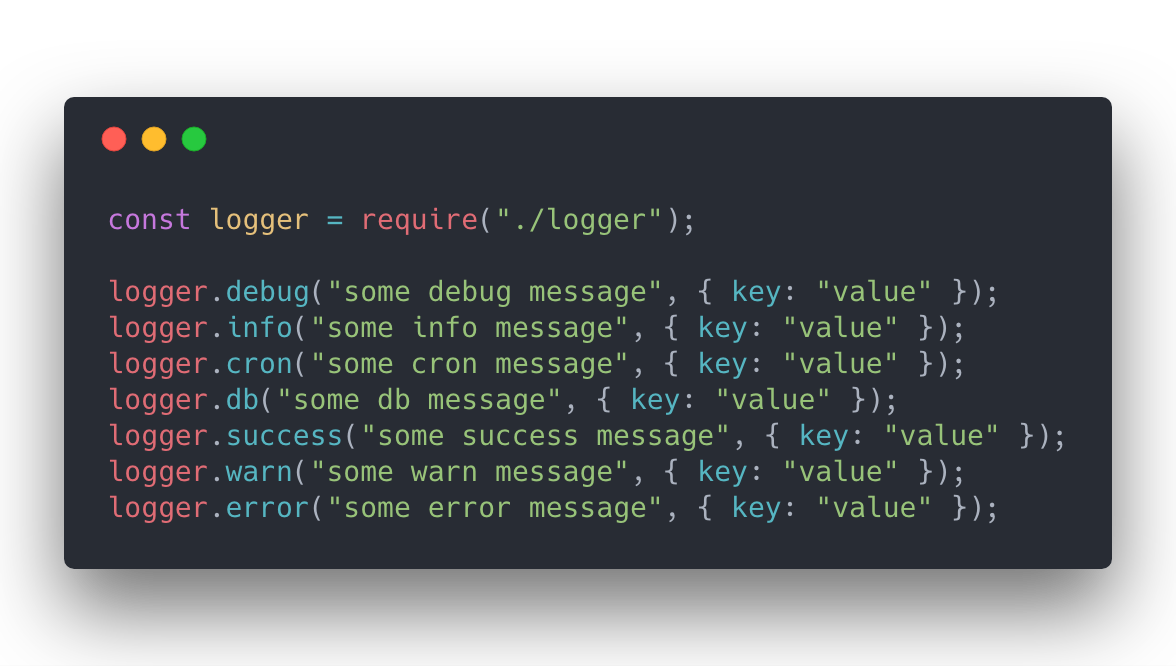 const logger = require("./logger");
logger.debug("some debug message", { key: "value" });
logger.info("some info message", { key: "value" });
logger.cron("some cron message", { key: "value" });
logger.db("some db message", { key: "value" });
logger.success("some success message", { key: "value" });
logger.warn("some warn message", { key: "value" });
logger.error("some error message", { key: "value" });